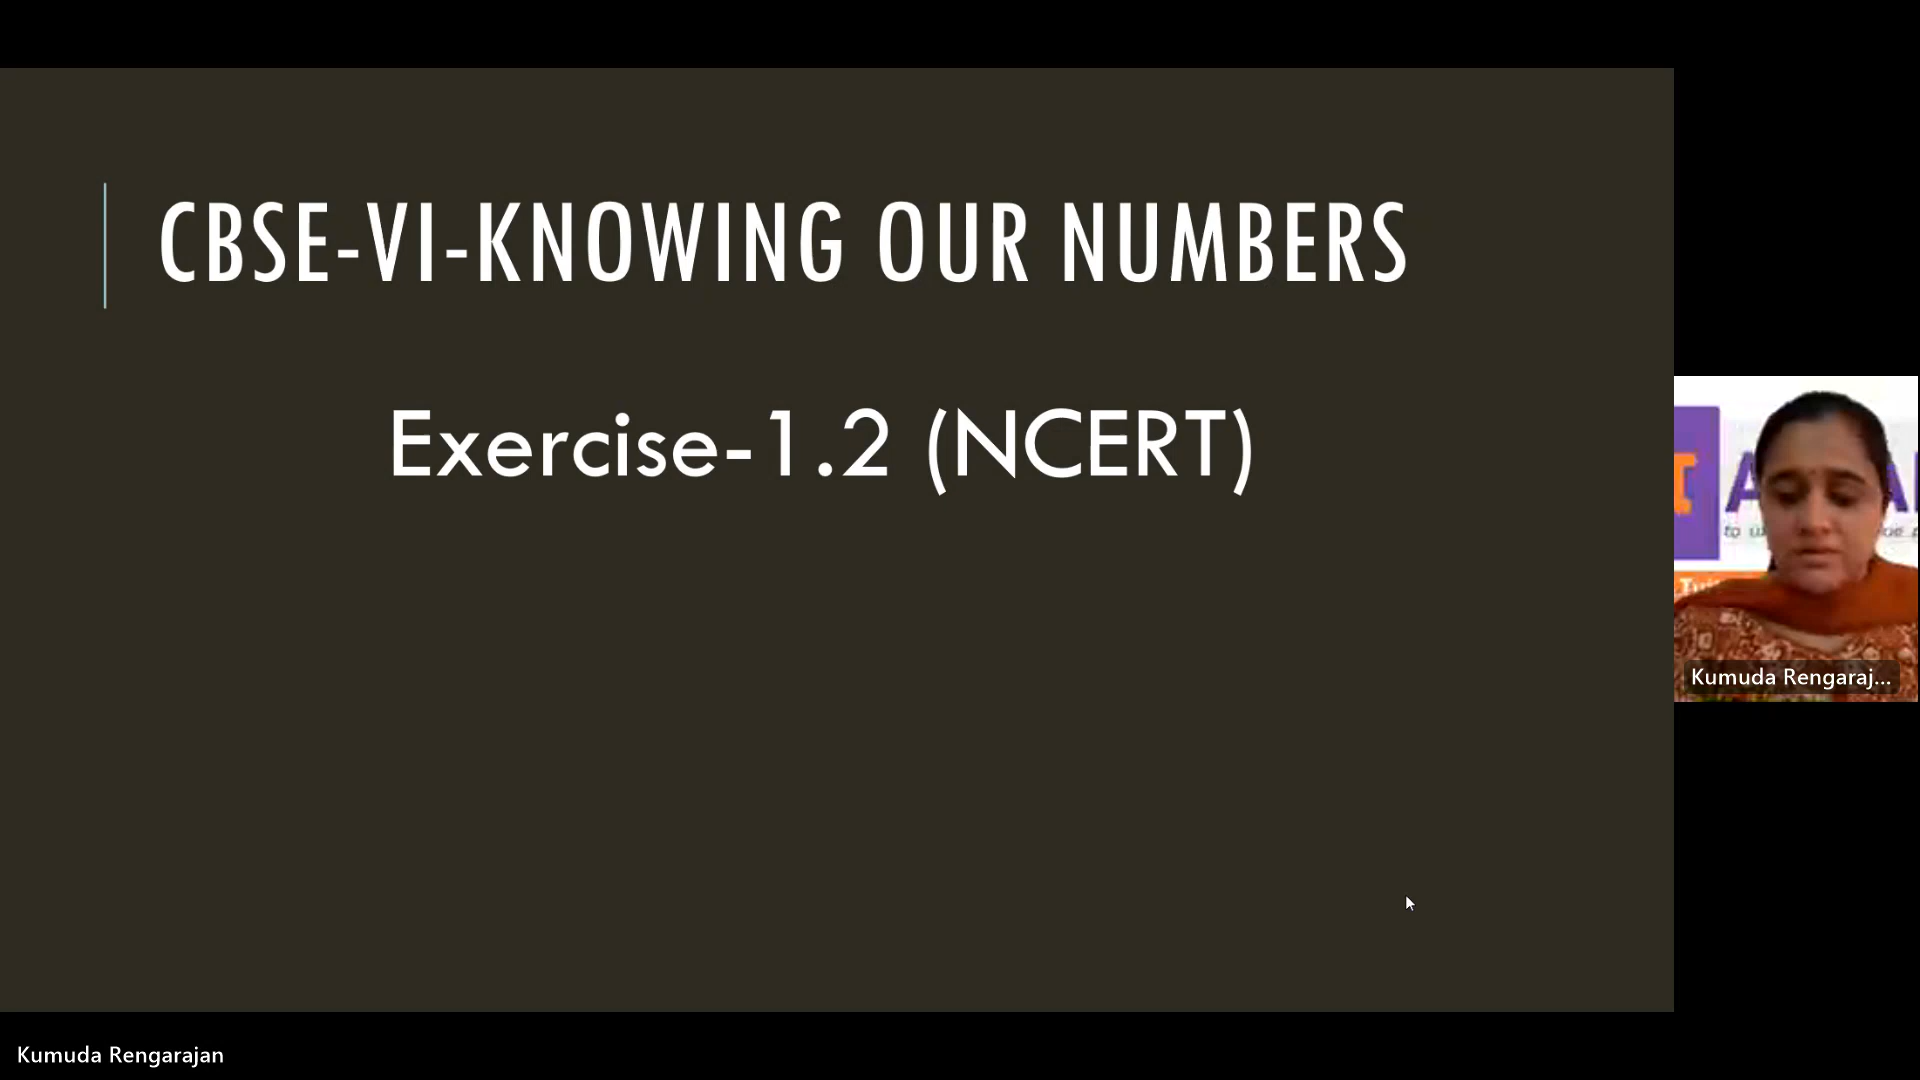 CBSE-VI-KNOWING OUR NUMBERS
Exercise-1.2 (NCERT)
Kumuda Rengaraj...
Kumuda Rengarajan